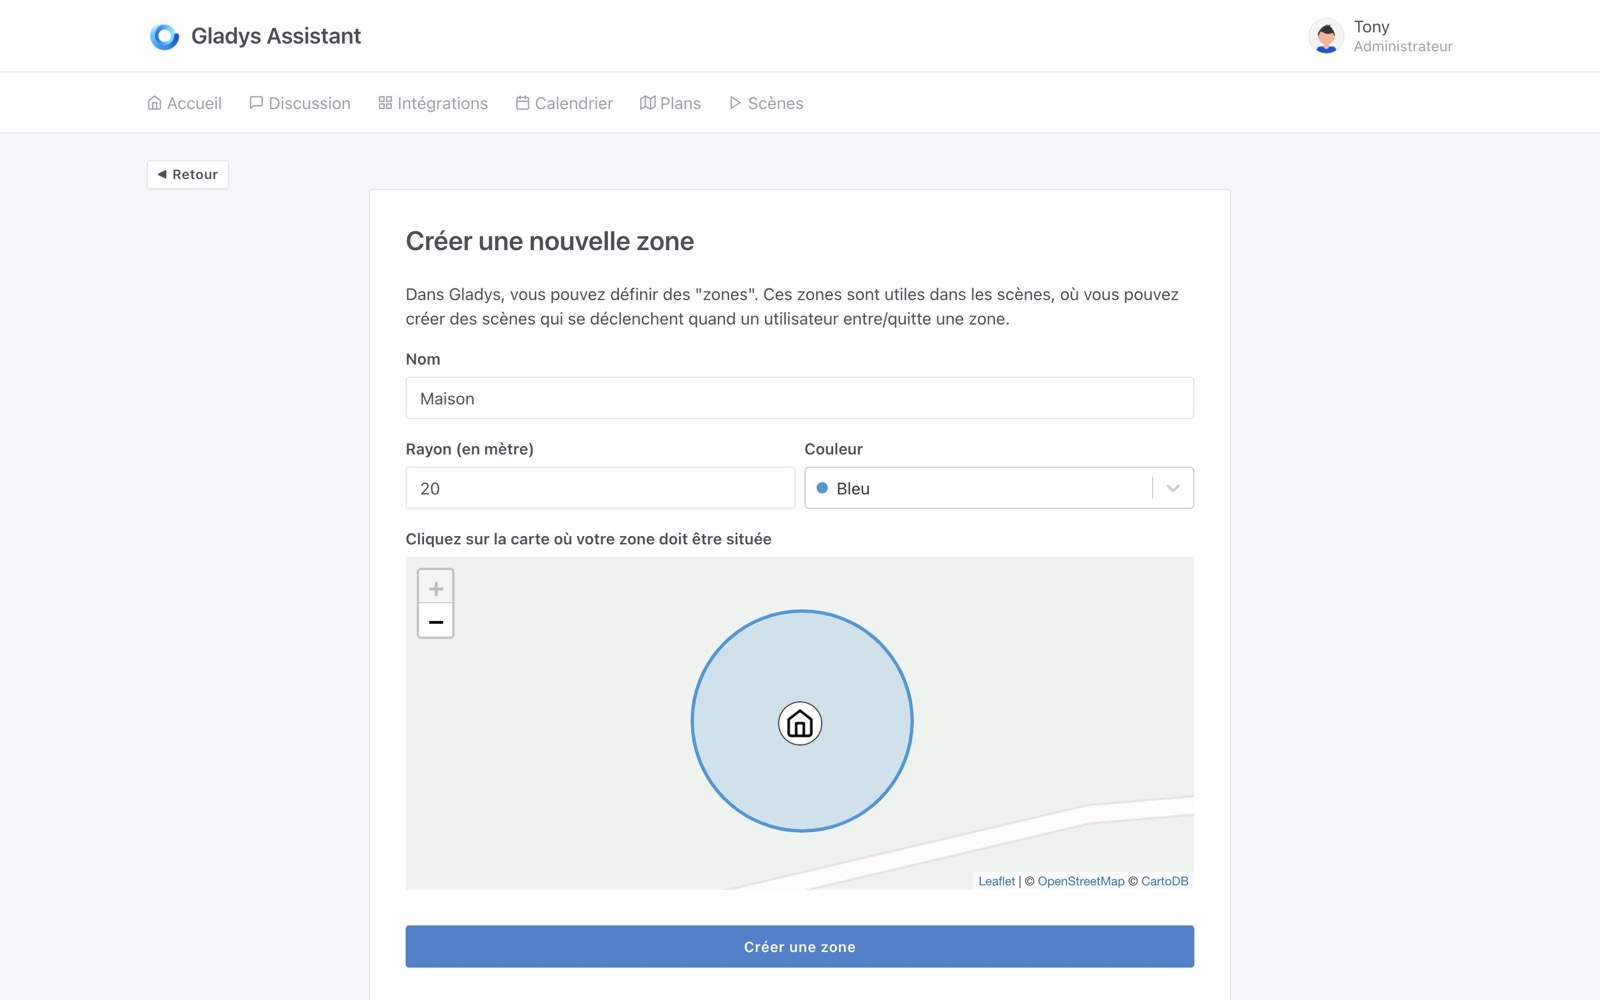 Gladys Assistant
Tony
Administrateur
Accueil Discussion Intégrations Calendrier Plans Scènes
◄ Retour
Créer une nouvelle zone
Dans Gladys, vous pouvez définir des "zones". Ces zones sont utiles dans les scènes, où vous pouvez
créer des scènes qui se déclenchent quand un utilisateur entre/quitte une zone.
Nom
Maison
Rayon (en mètre) Couleur
20 Bleu
Cliquez sur la carte où votre zone doit être située
+
−
Leaflet | © OpenStreetMap © CartoDB
Créer une zone